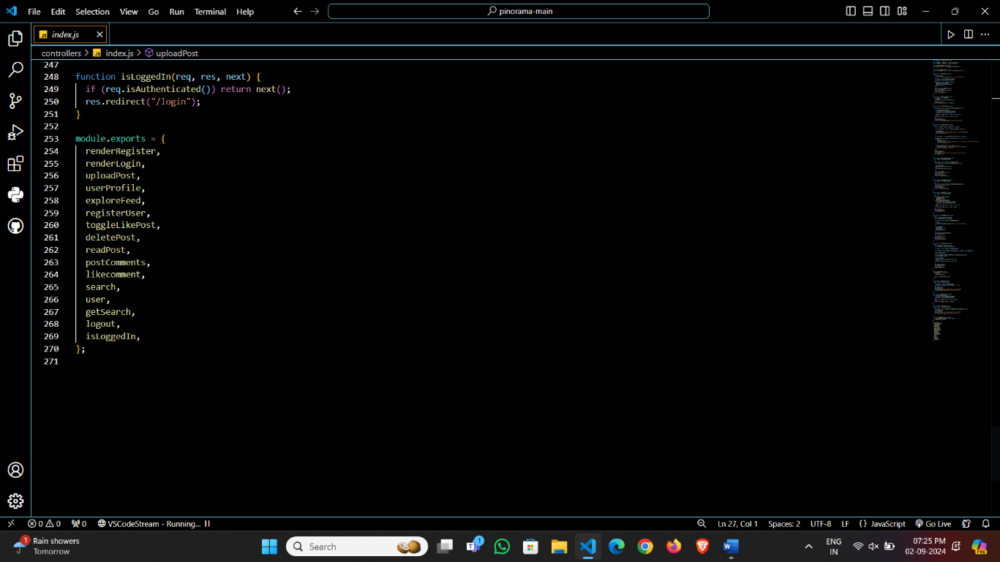 File Edit Selection View Go Run Terminal Help
pinorama-main
JS index.js
controllers > JS index.js > uploadPost
247
248 function isLoggedIn(req, res, next) {
249 if (req.isAuthenticated()) return next();
250 res.redirect("/login");
251 }
252
253 module.exports = {
254 renderRegister,
255 renderLogin,
256 uploadPost,
257 userProfile,
258 exploreFeed,
259 registerUser,
260 toggleLikePost,
261 deletePost,
262 readPost,
263 postComments,
264 likecomment,
265 search,
266 user,
267 getSearch,
268 logout,
269 isLoggedIn,
270 };
271
0 0 0 VSCodeStream - Running... Ln 27, Col 1 Spaces: 2 UTF-8 LF {} JavaScript Go Live
1 Rain showers
Tomorrow
Search
1
W
PRE
ENG
IN
07:25 PM
02-09-2024